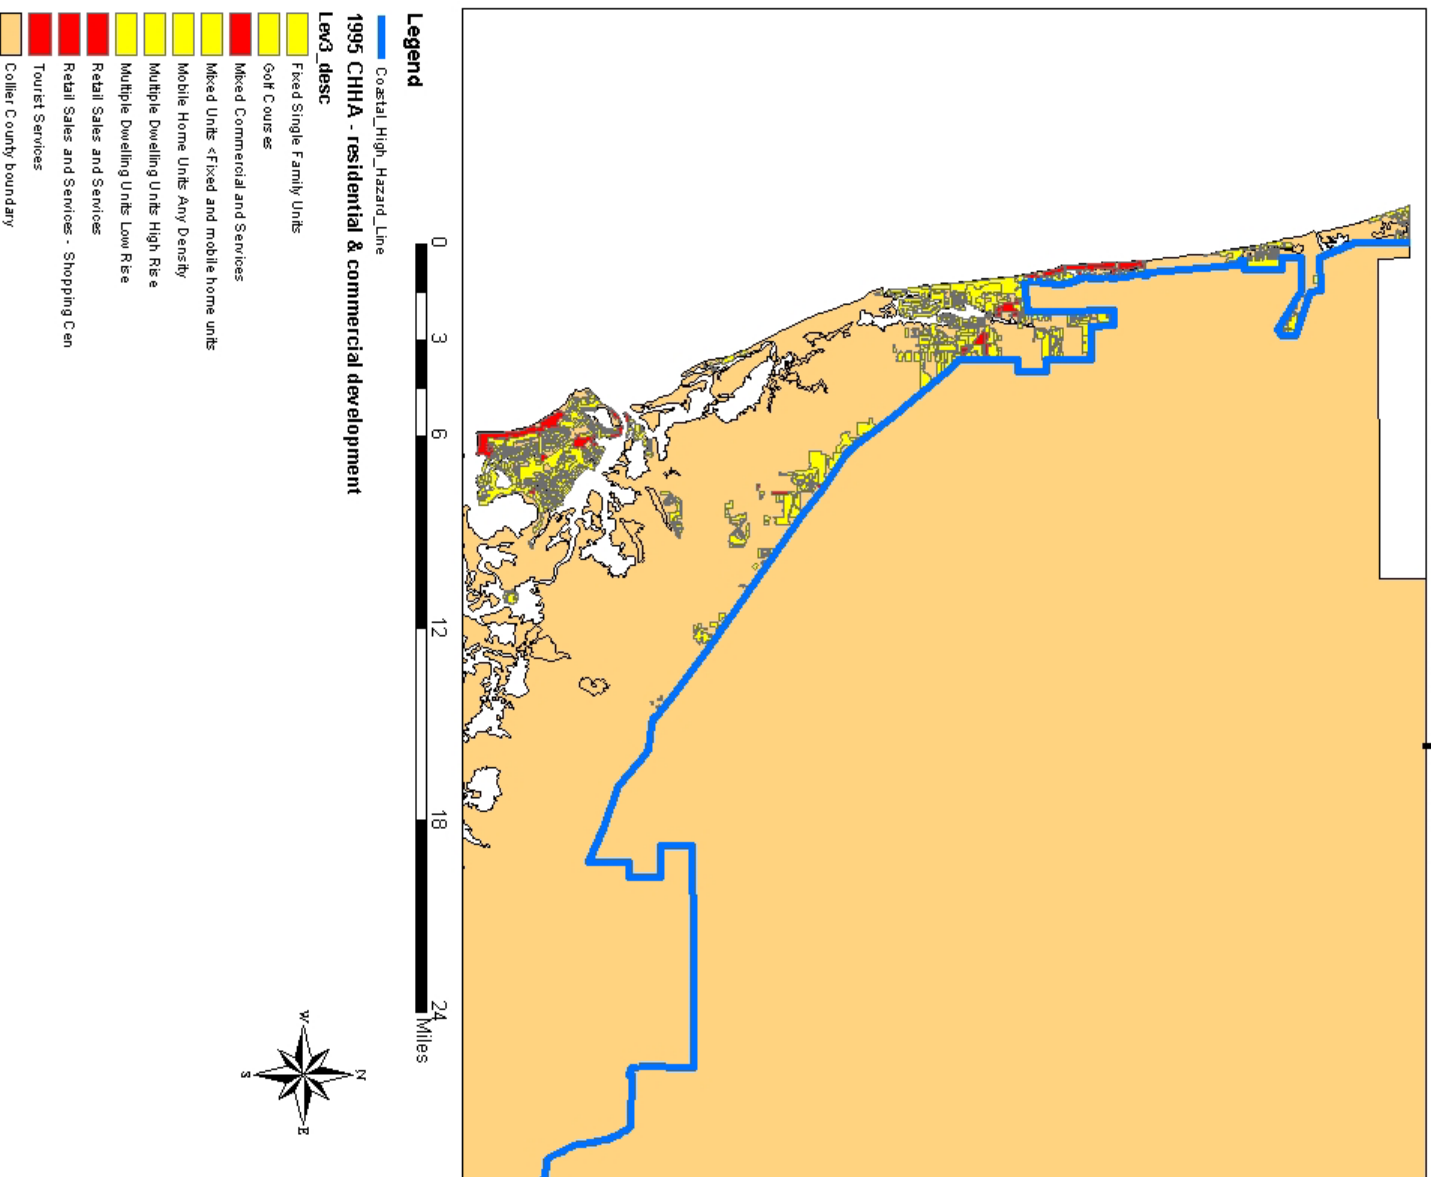 Legend
Coastal_High_Hazard_Line
1995 CHHA - residential & commercial development
Lev3_desc
Fixed Single Family Units
Golf Courses
Mixed Commercial and Services
Mixed Units <Fixed and mobile home units
Mobile Home Units Any Density
Multiple Dwelling Units High Rise
Multiple Dwelling Units Low Rise
Retail Sales and Services
Retail Sales and Services - Shopping Cen
Tourist Services
Collier County boundary
0 3 6 12 18 24
Miles
N
W E
S